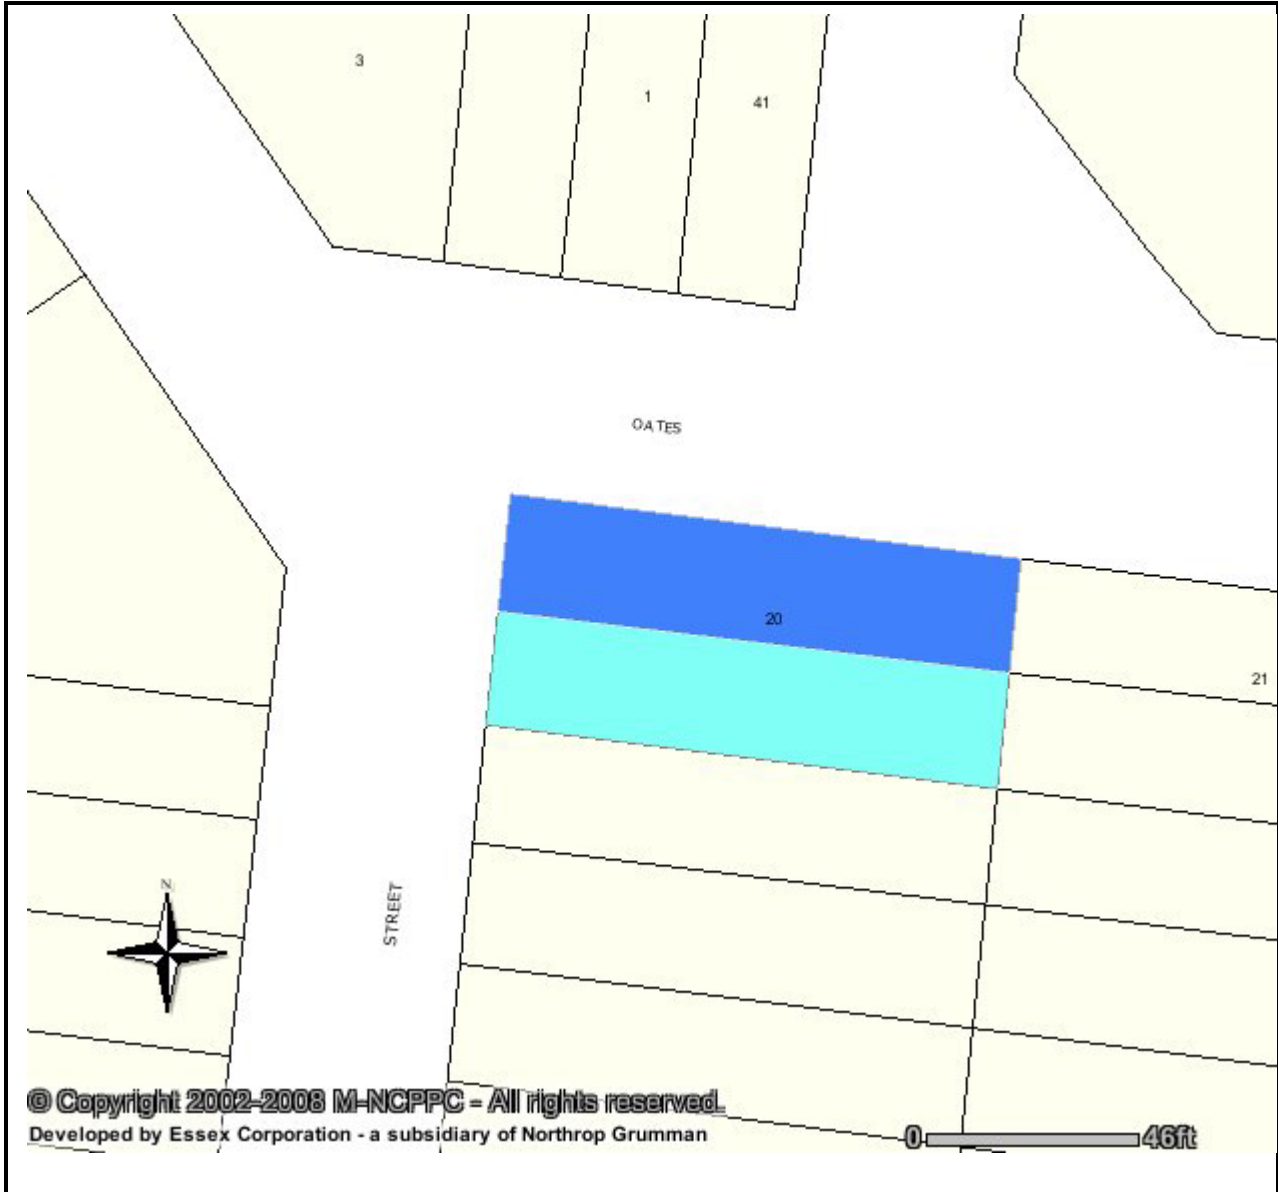 3
1
41
OATES
20
21
STREET
N
© Copyright 2002-2008 M-NCPPC - All rights reserved.
Developed by Essex Corporation - a subsidiary of Northrop Grumman
0 46ft